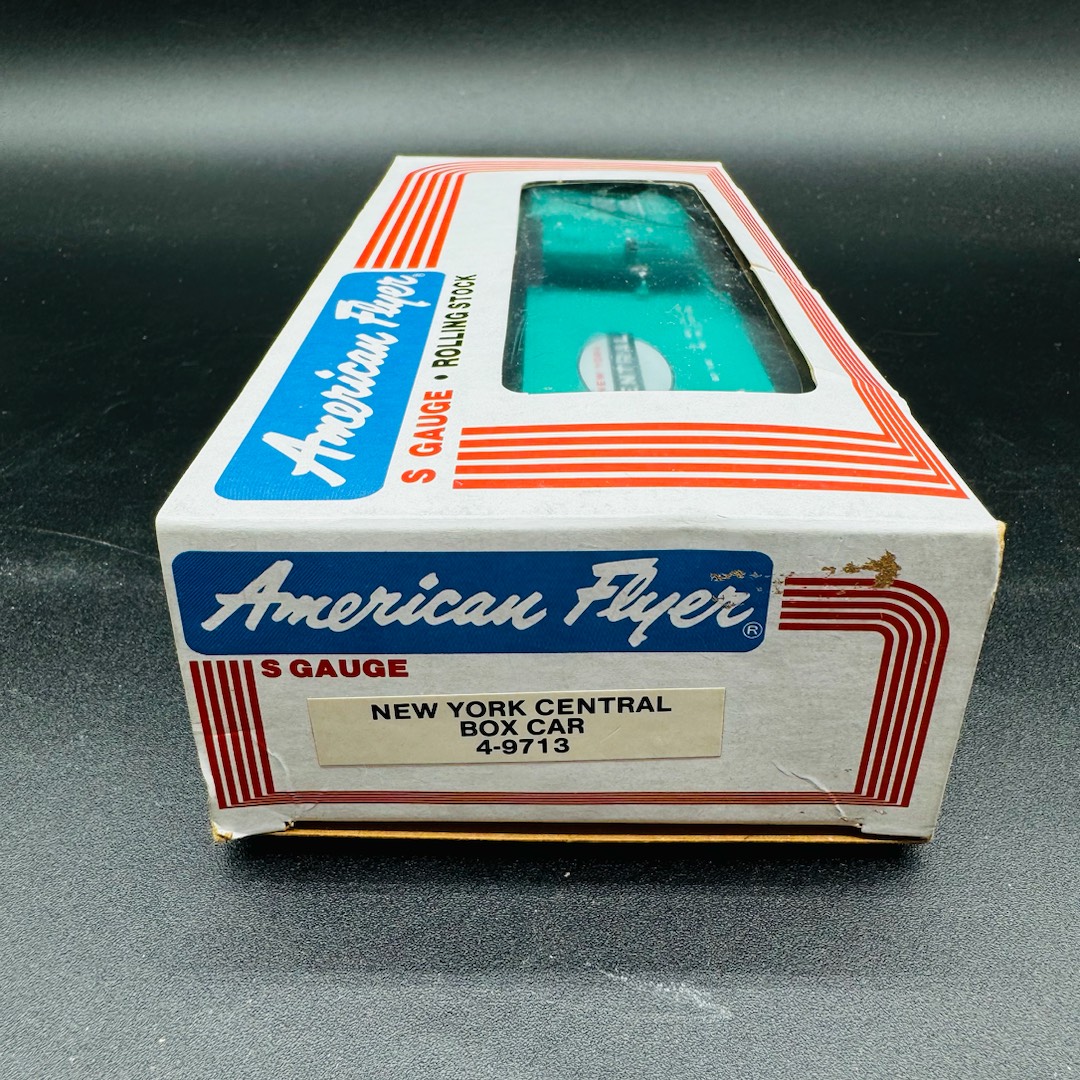 American Flyer®
S GAUGE • ROLLING STOCK
American Flyer®
S GAUGE
NEW YORK CENTRAL
BOX CAR
4-9713